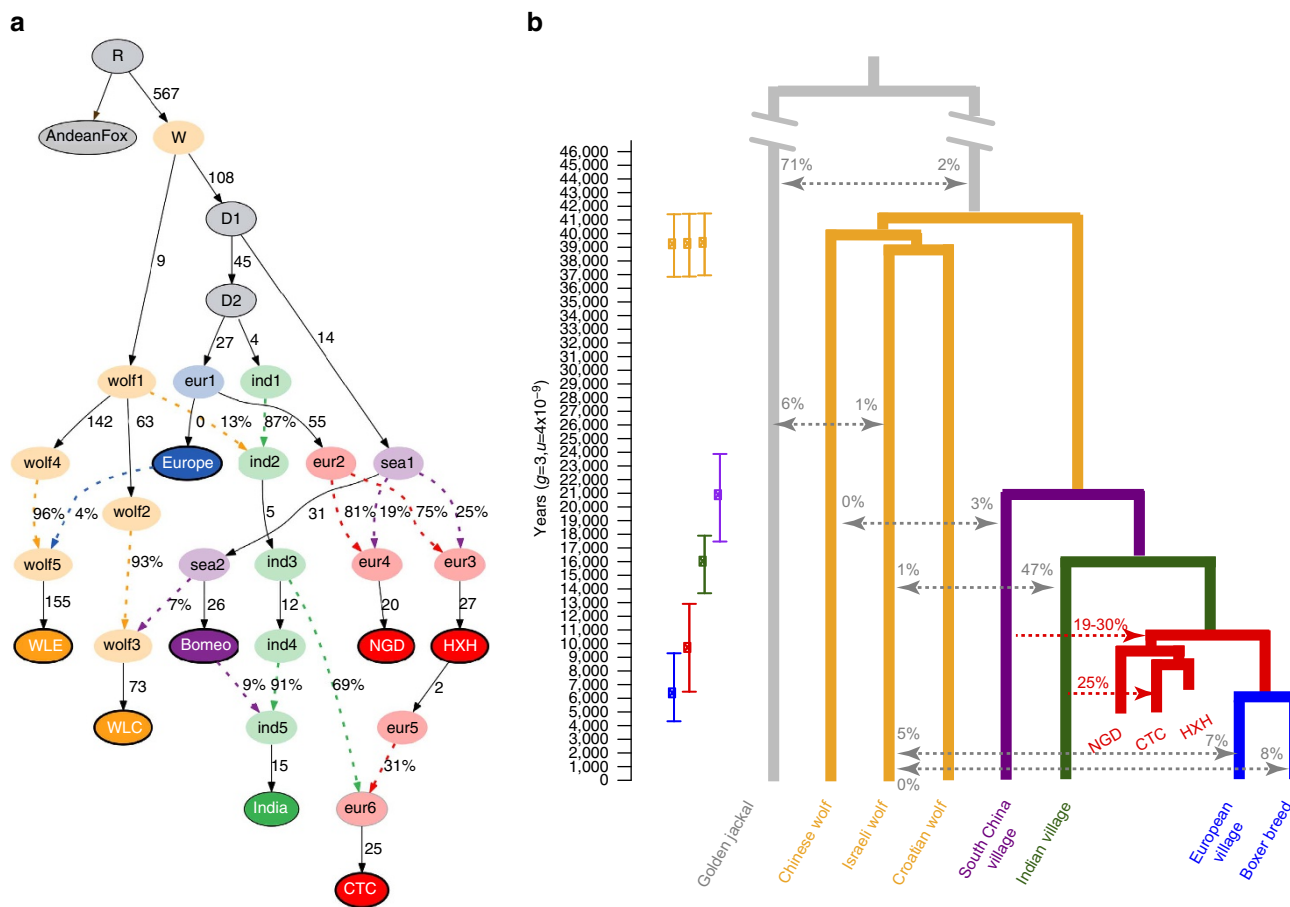 a
R
567
AndeanFox
W
108
D1
9
45
D2
14
27
4
wolf1
eur1
ind1
142
63
13%
0
87%
55
wolf4
Europe
ind2
eur2
sea1
96%
4%
wolf2
5
31
81%
19%
75%
25%
wolf5
93%
sea2
ind3
eur4
eur3
155
7%
26
12
20
27
WLE
wolf3
Borneo
ind4
NGD
HXH
73
9%
91%
69%
2
WLC
ind5
eur5
15
31%
India
eur6
25
CTC
b
Years (g=3,u=4x10⁻⁹)
46,000
45,000
44,000
43,000
42,000
41,000
40,000
39,000
38,000
37,000
36,000
35,000
34,000
33,000
32,000
31,000
30,000
29,000
28,000
27,000
26,000
25,000
24,000
23,000
22,000
21,000
20,000
19,000
18,000
17,000
16,000
15,000
14,000
13,000
12,000
11,000
10,000
9,000
8,000
7,000
6,000
5,000
4,000
3,000
2,000
1,000
0
71%
2%
6%
1%
0%
3%
1%
47%
19-30%
25%
NGD
CTC
HXH
5%
7%
8%
0%
Golden jackal
Chinese wolf
Israeli wolf
Croatian wolf
South China
village
Indian village
European
village
Boxer breed